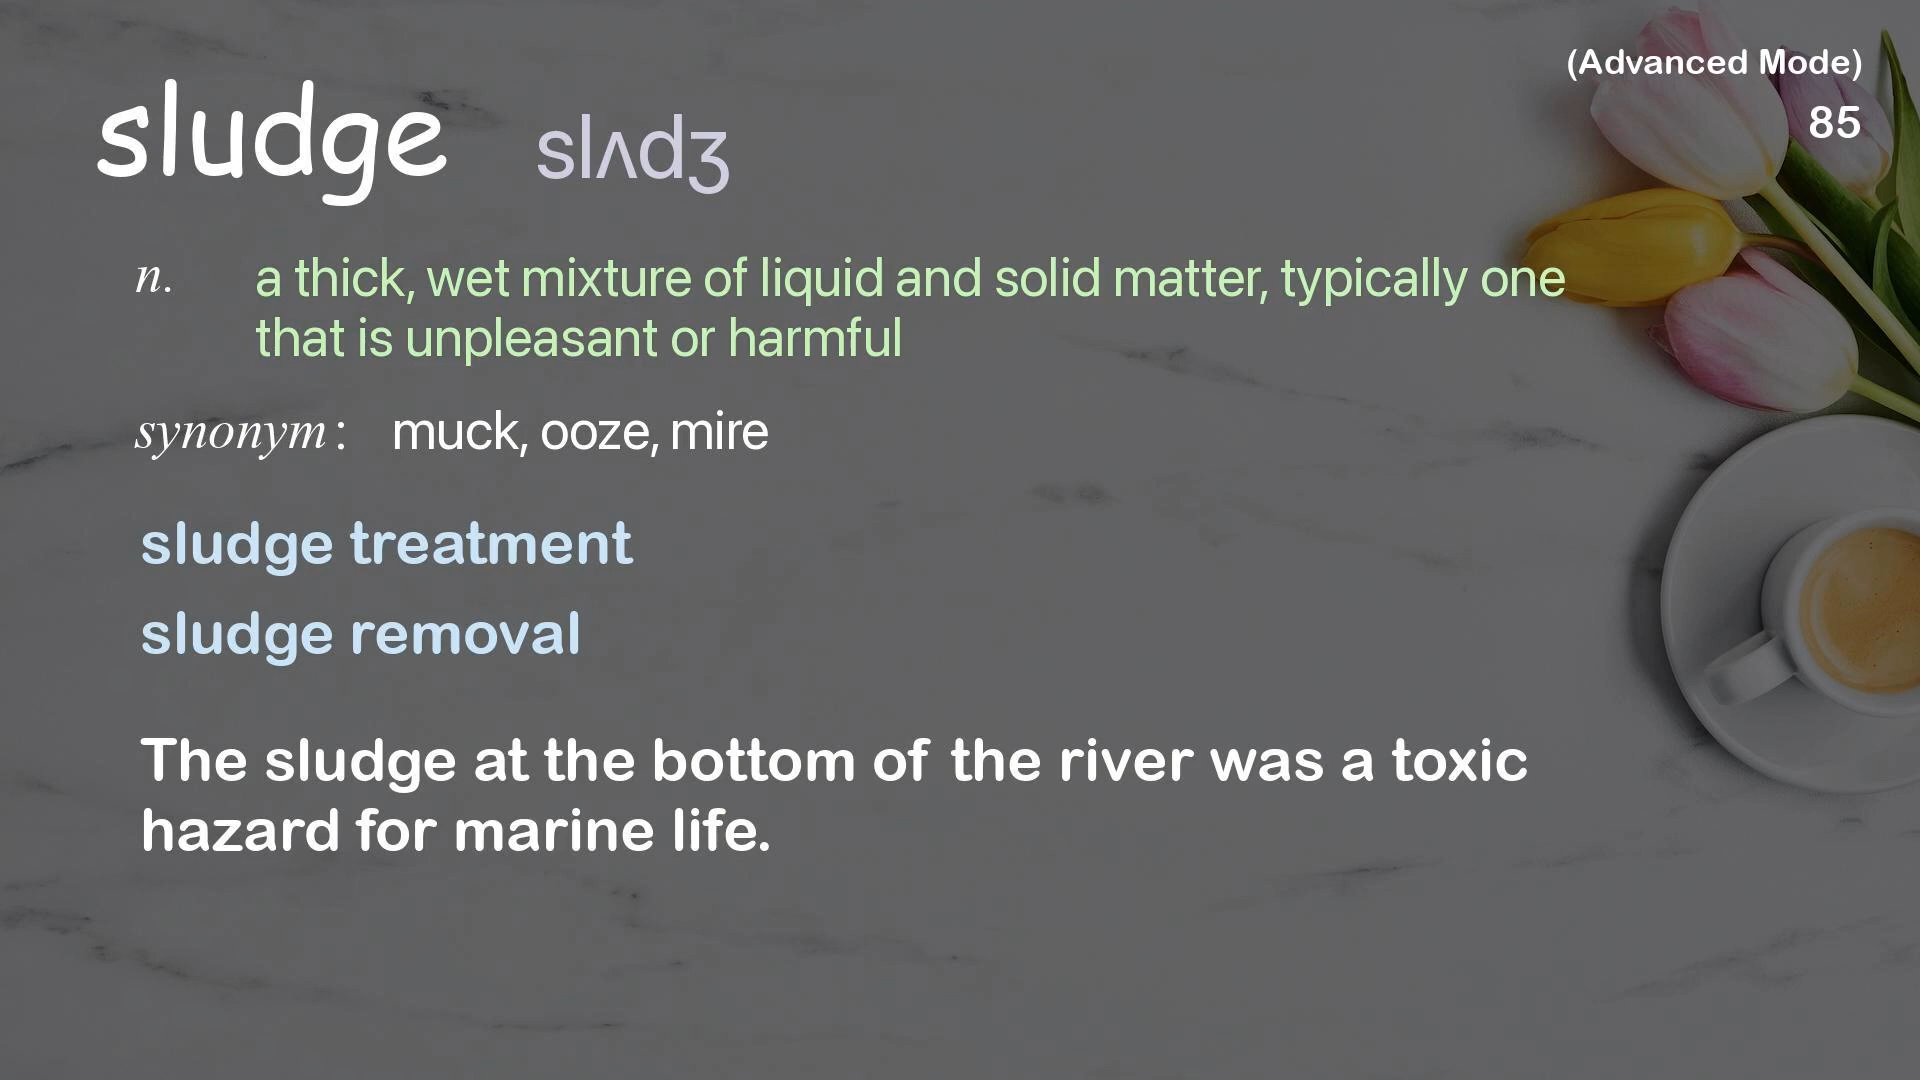 (Advanced Mode)
85
sludge slʌdʒ
n. a thick, wet mixture of liquid and solid matter, typically one
that is unpleasant or harmful
synonym: muck, ooze, mire
sludge treatment
sludge removal
The sludge at the bottom of the river was a toxic
hazard for marine life.